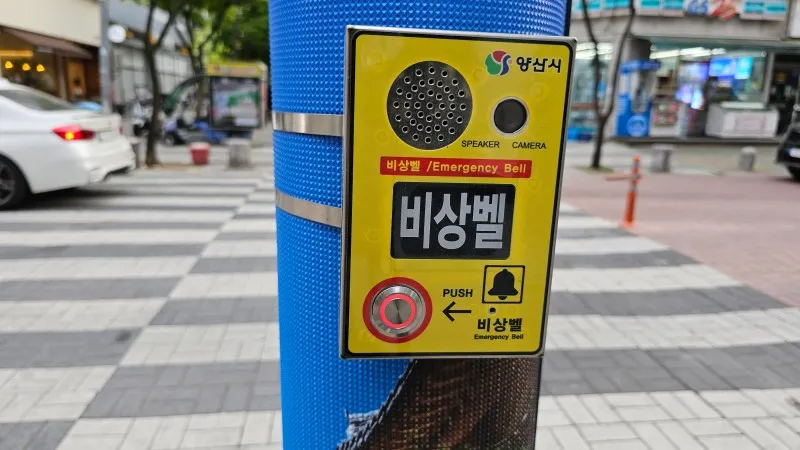 양산시
SPEAKER CAMERA
비상벨 /Emergency Bell
비상벨
PUSH
비상벨
Emergency Bell